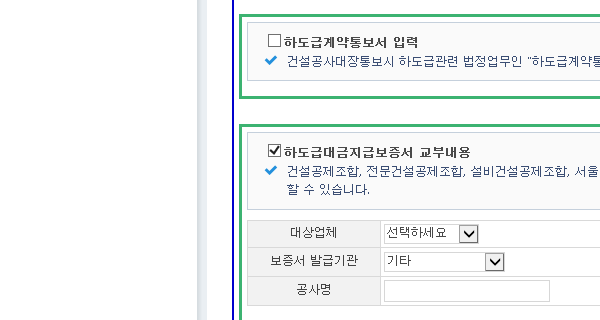 하도급계약통보서 입력
건설공사대장통보시 하도급관련 법정업무인 "하도급계약통
하도급대금지급보증서 교부내용
건설공제조합, 전문건설공제조합, 설비건설공제조합, 서울
할 수 있습니다.
대상업체 선택하세요
보증서 발급기관 기타
공사명